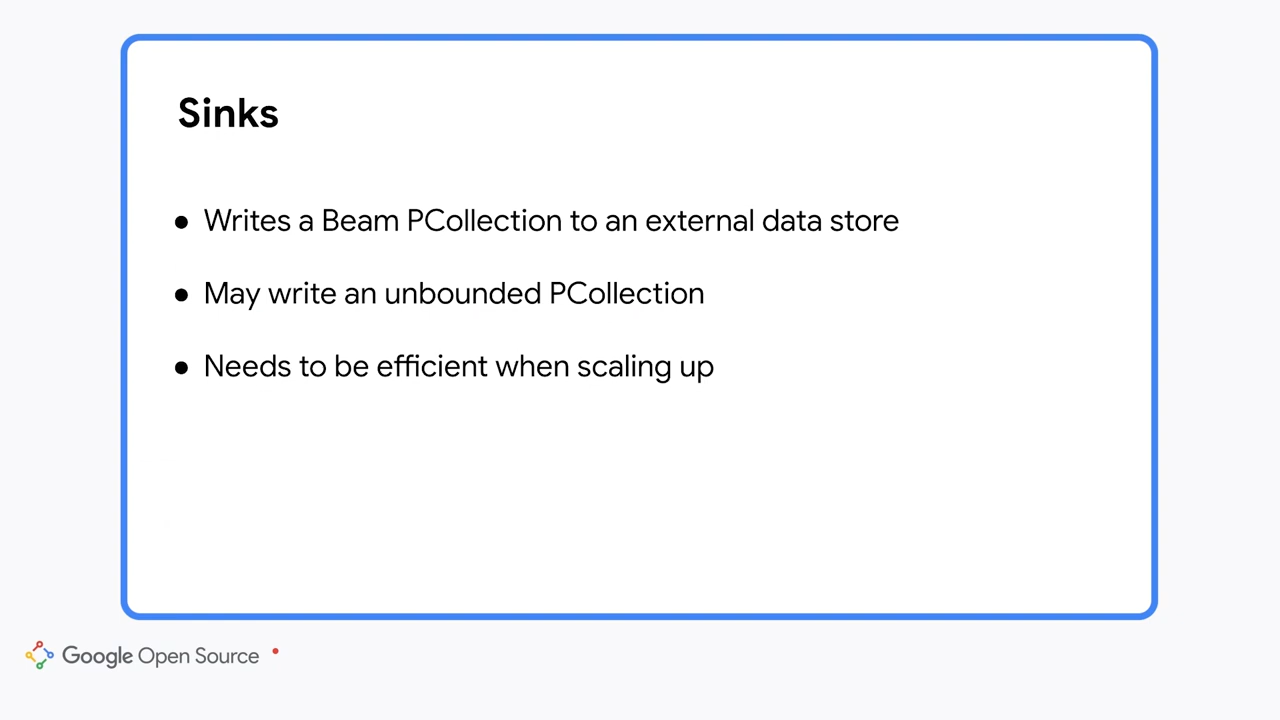 Sinks
● Writes a Beam PCollection to an external data store
● May write an unbounded PCollection
● Needs to be efficient when scaling up
Google Open Source